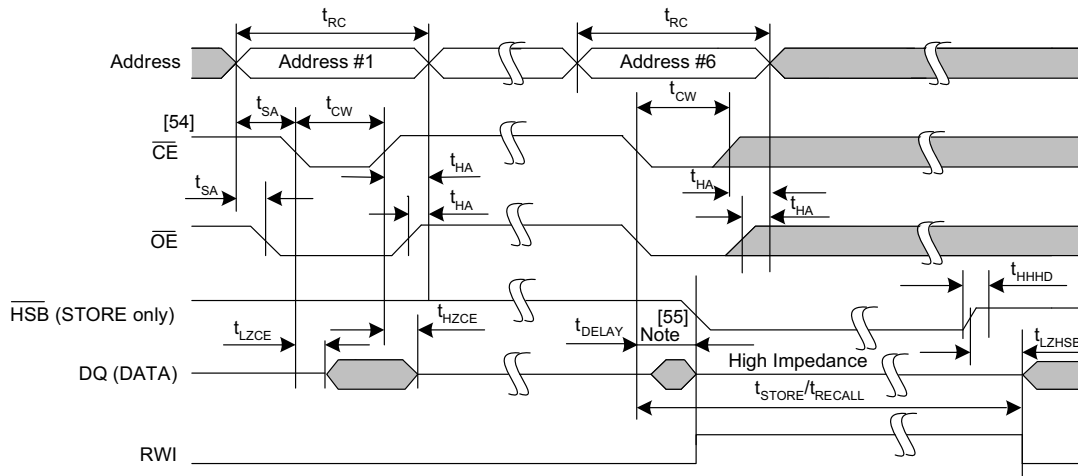 tRC tRC
Address Address #1 Address #6
tSA tCW tCW
[54]
CE
tHA
tSA tHA tHA tHA
OE
tHHHD
HSB (STORE only)
tHZCE [55]
tLZCE tDELAY Note tLZHSB
High Impedance
DQ (DATA)
tSTORE/tRECALL
RWI